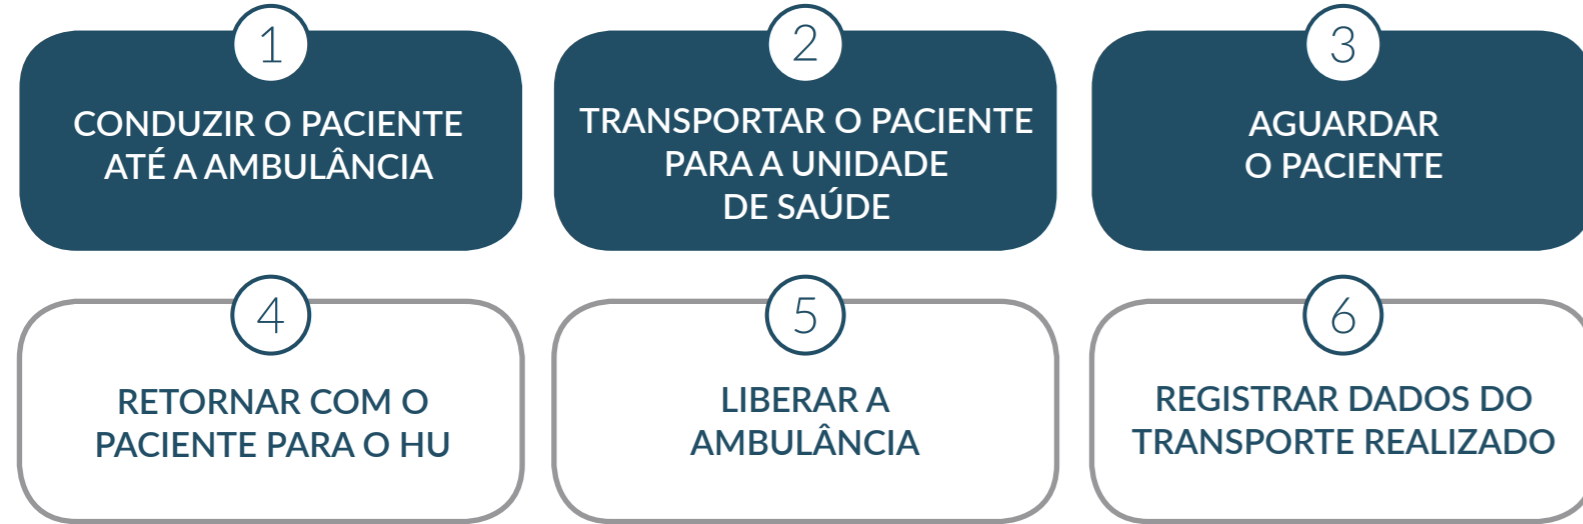 1
CONDUZIR O PACIENTE
ATÉ A AMBULÂNCIA
2
TRANSPORTAR O PACIENTE
PARA A UNIDADE
DE SAÚDE
3
AGUARDAR
O PACIENTE
4
RETORNAR COM O
PACIENTE PARA O HU
5
LIBERAR A
AMBULÂNCIA
6
REGISTRAR DADOS DO
TRANSPORTE REALIZADO